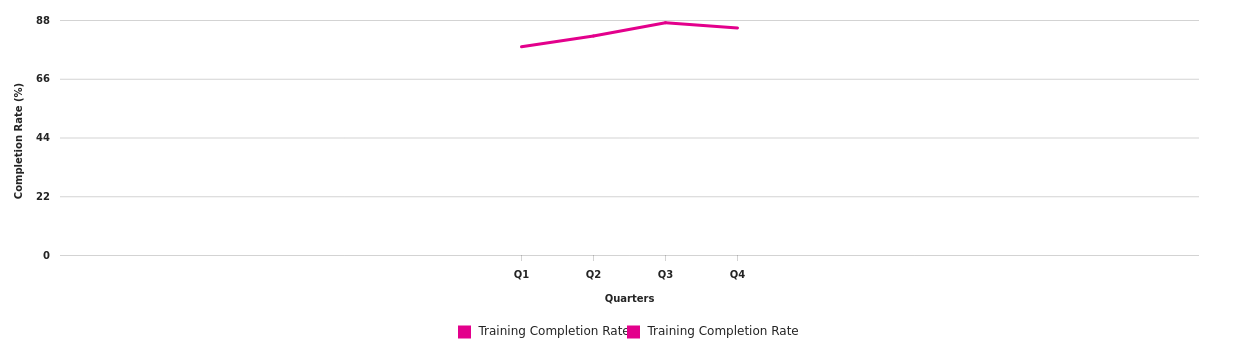 88
66
44
22
0
Completion Rate (%)
Q1 Q2 Q3 Q4
Quarters
Training Completion Rate Training Completion Rate